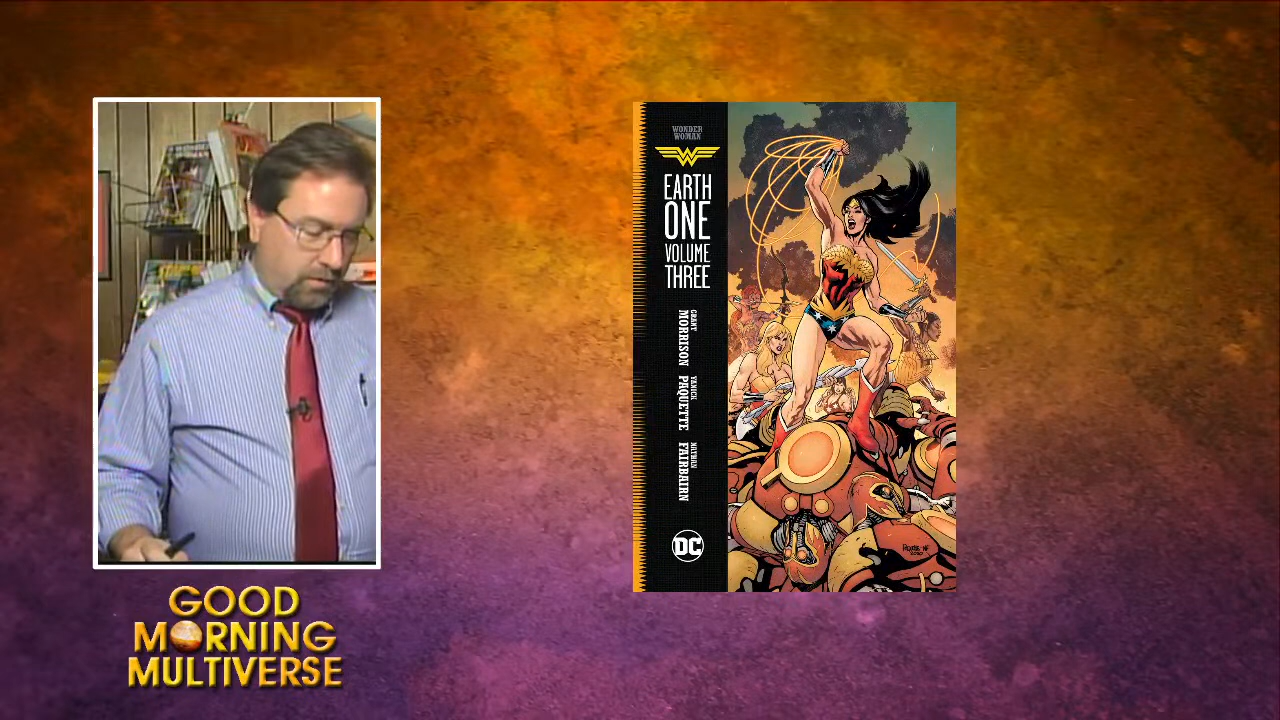 GOOD
MORNING
MULTIVERSE
WONDER
WOMAN
EARTH
ONE
VOLUME
THREE
GRANT
MORRISON
YANICK
PAQUETTE
NATHAN
FAIRBAIRN
DC